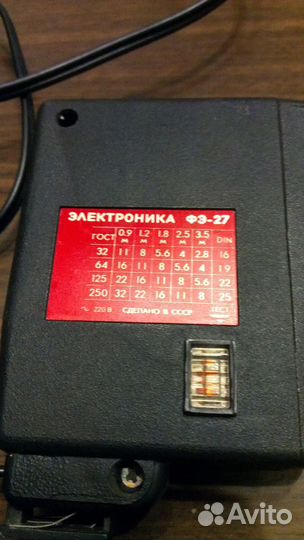 ЭЛЕКТРОНИКА ФЭ-27
ГОСТ 0.9 м 1.2 м 1.8 м 2.5 м 3.5 м DIN
32 11 8 5.6 4 2.8 16
64 16 11 8 5.6 4 19
125 22 16 11 8 5.6 22
250 32 22 16 11 8 25
~ 220 В СДЕЛАНО В СССР ТЕСТ
Avito